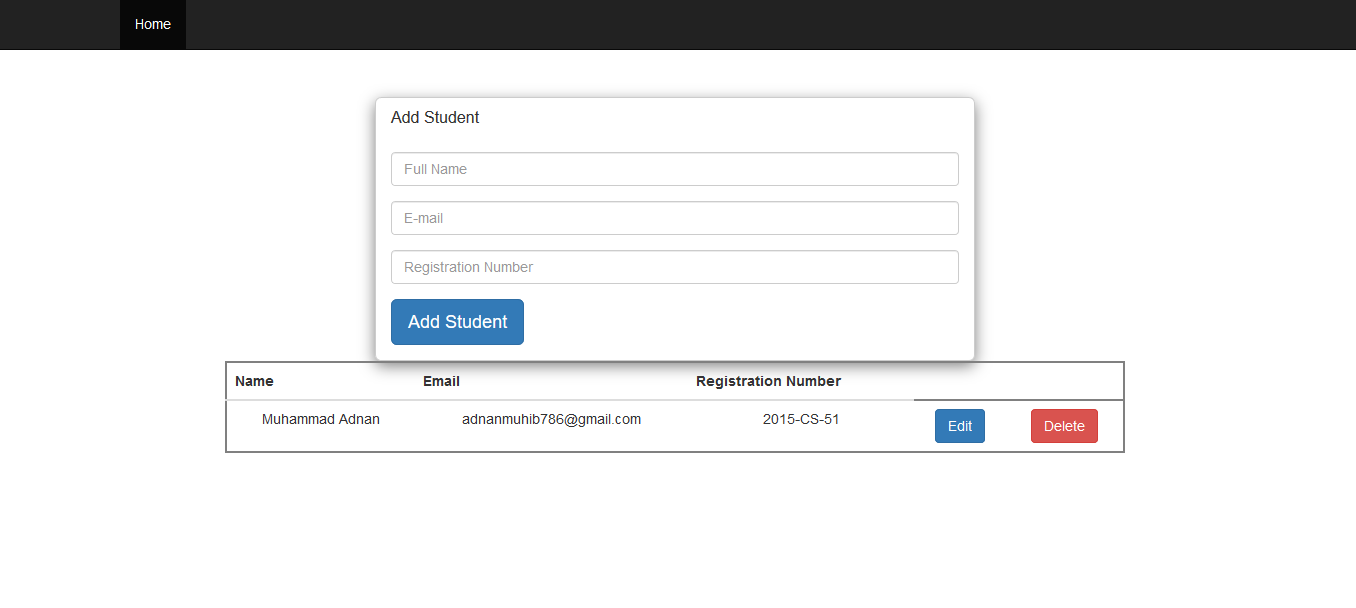 Home
Add Student
Full Name
E-mail
Registration Number
Add Student
Name Email Registration Number
Muhammad Adnan adnanmuhib786@gmail.com 2015-CS-51 Edit Delete